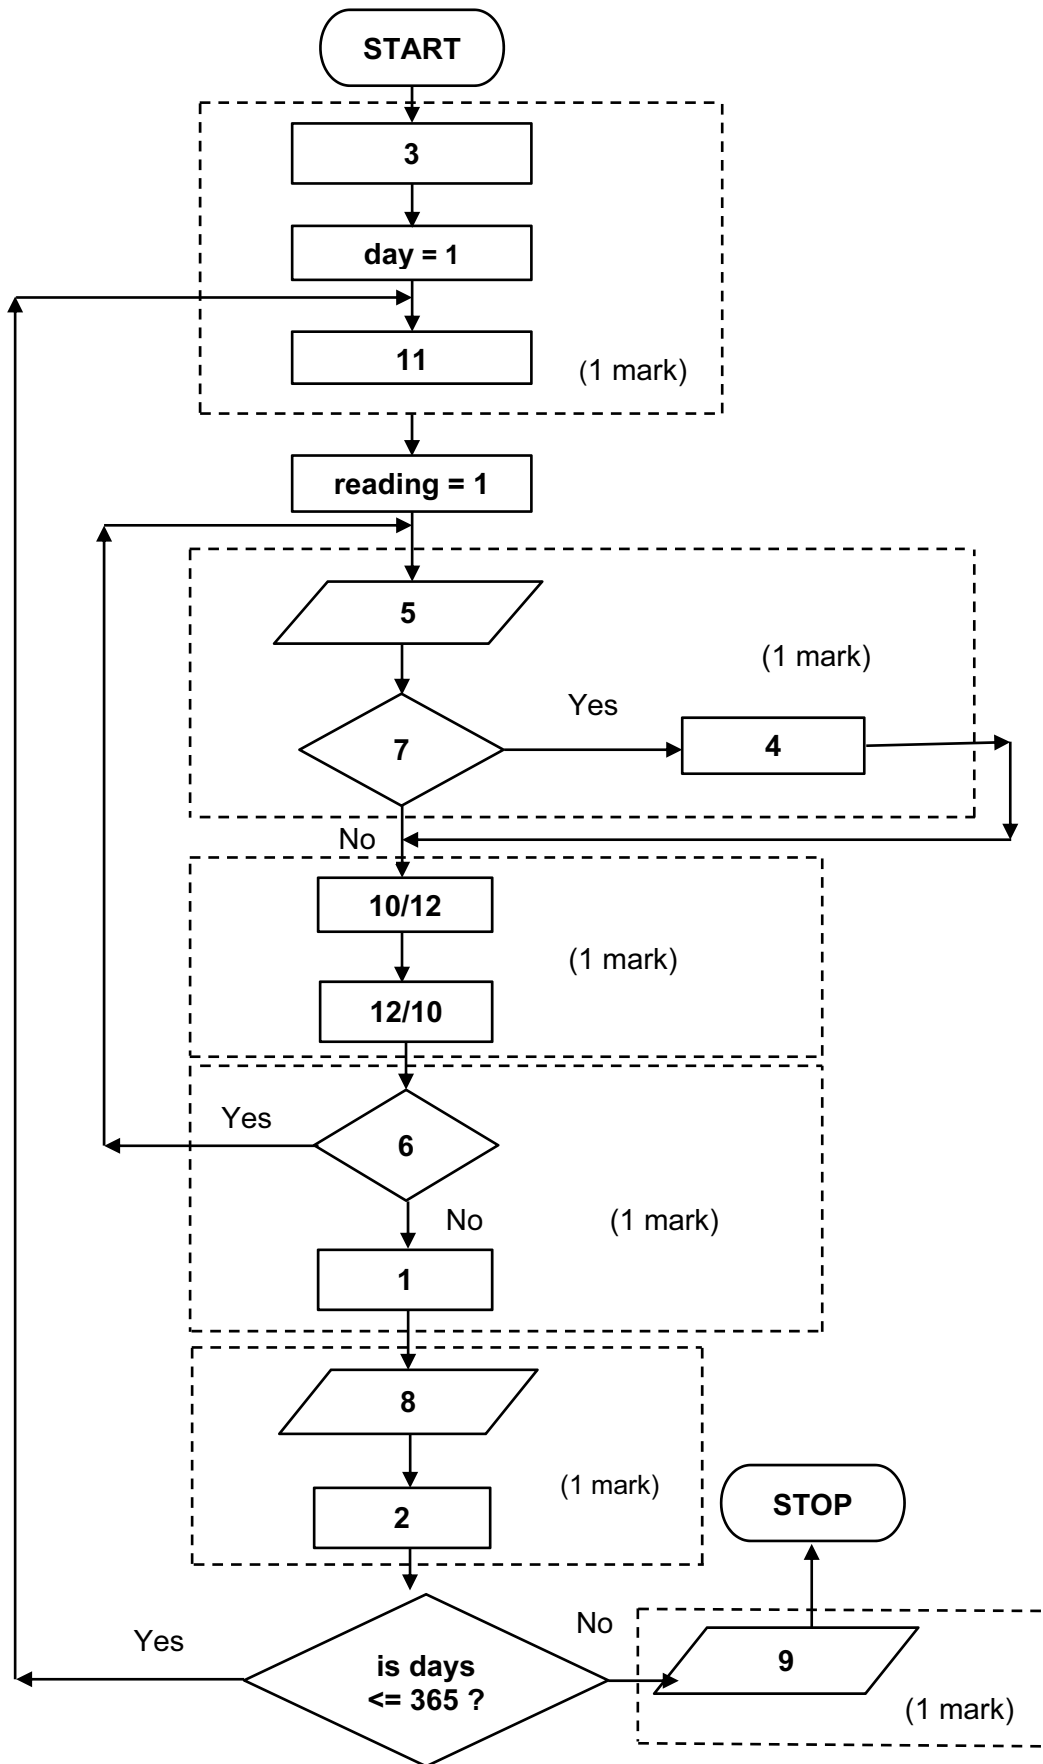 START
3
day = 1
11
(1 mark)
reading = 1
5
(1 mark)
Yes
7
4
No
10/12
(1 mark)
12/10
Yes
6
No
(1 mark)
1
8
(1 mark)
STOP
2
No
Yes
is days
<= 365 ?
9
(1 mark)